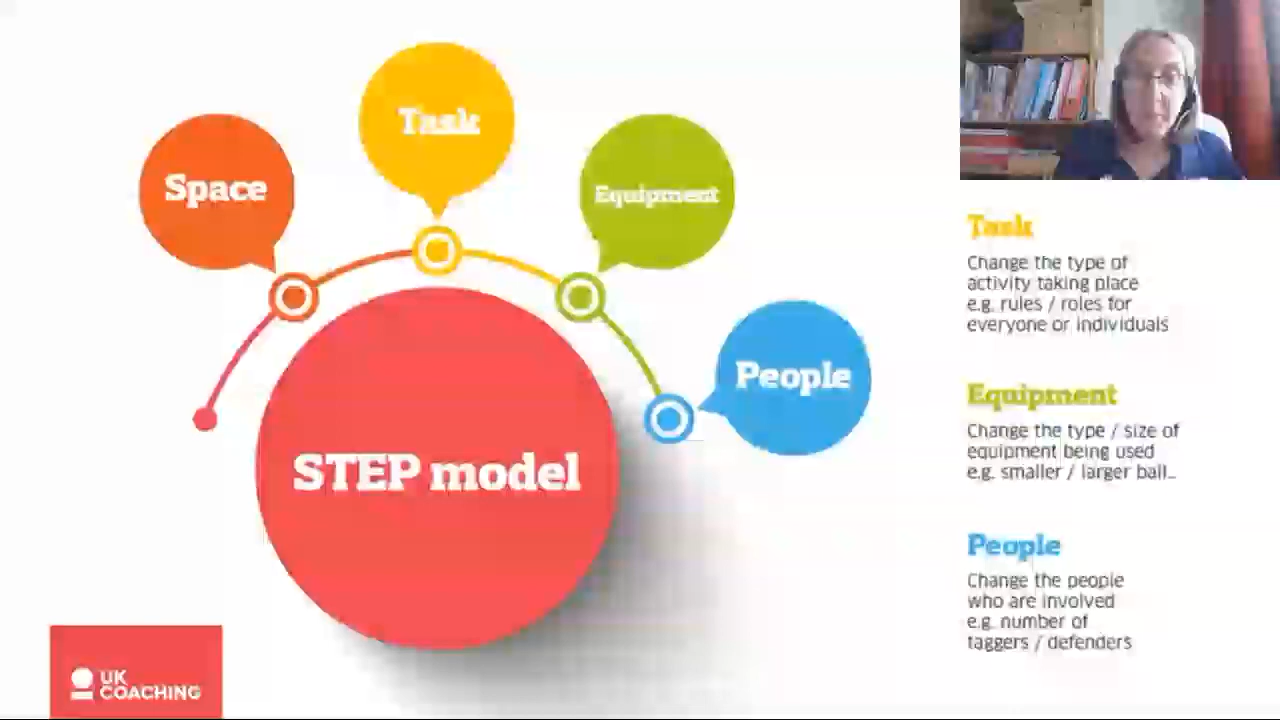 Task
Space
Equipment
People
STEP model
UK
COACHING
Task
Change the type of
activity taking place
e.g. rules / roles for
everyone or individuals
Equipment
Change the type / size of
equipment being used
e.g. smaller / larger ball...
People
Change the people
who are involved
e.g. number of
taggers / defenders